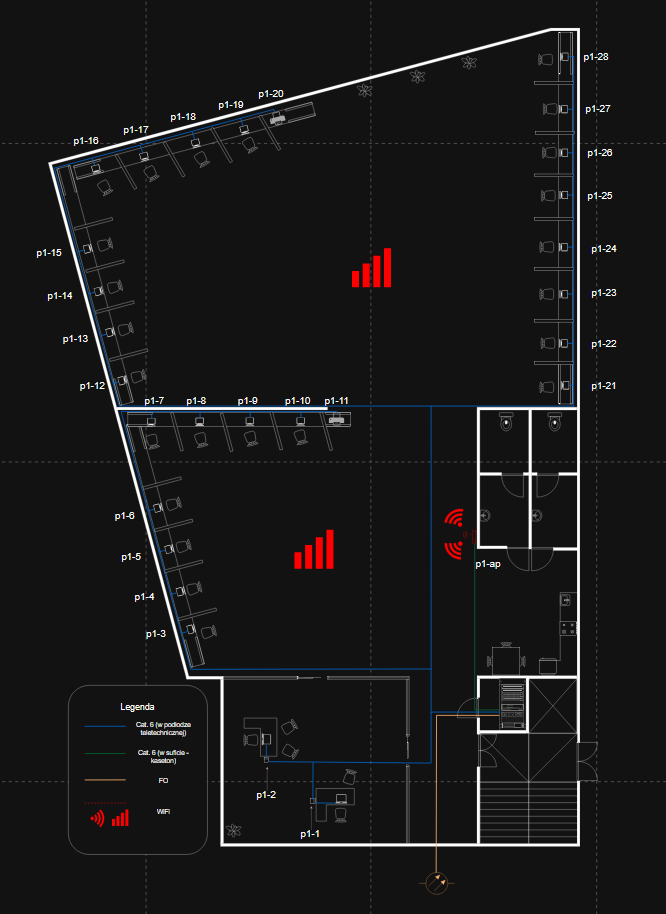 p1-28
p1-20
p1-19
p1-27
p1-18
p1-17
p1-16
p1-26
p1-25
p1-24
p1-15
p1-23
p1-14
p1-13
p1-22
p1-12
p1-21
p1-7
p1-8
p1-9
p1-10
p1-11
p1-6
p1-5
p1-ap
p1-4
p1-3
Legenda
Cat. 6 (w podłodze
teletechnicznej)
Cat. 6 (w suficie -
kaseton)
FO
WiFi
p1-2
p1-1